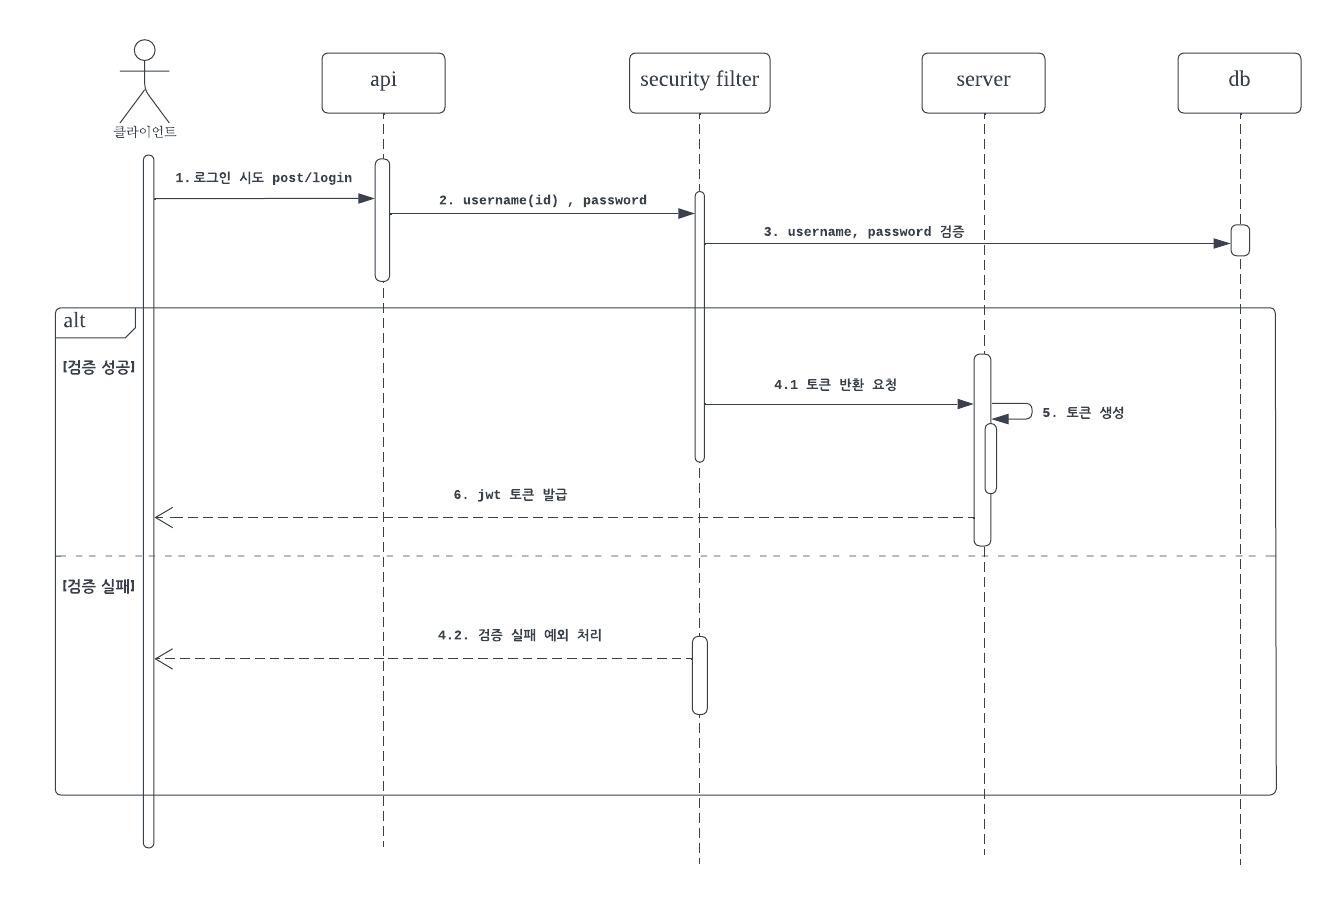 클라이언트
api
security filter
server
db
1.로그인 시도 post/login
2. username(id) , password
3. username, password 검증
alt
[검증 성공]
4.1 토큰 반환 요청
5. 토큰 생성
6. jwt 토큰 발급
[검증 실패]
4.2. 검증 실패 예외 처리